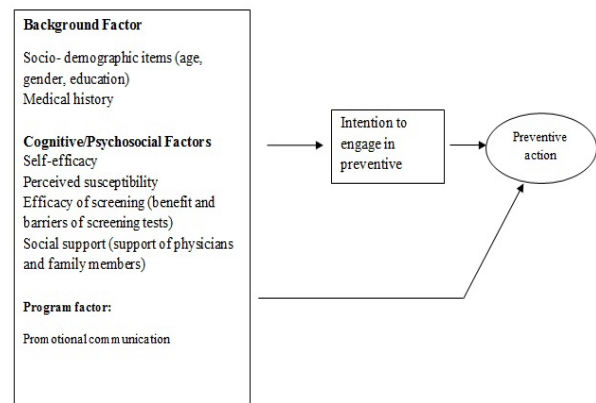 Background Factor
Socio- demographic items (age,
gender, education)
Medical history
Cognitive/Psychosocial Factors
Self-efficacy
Perceived susceptibility
Efficacy of screening (benefit and
barriers of screening tests)
Social support (support of physicians
and family members)
Program factor:
Promotional communication
Intention to
engage in
preventive
Preventive
action